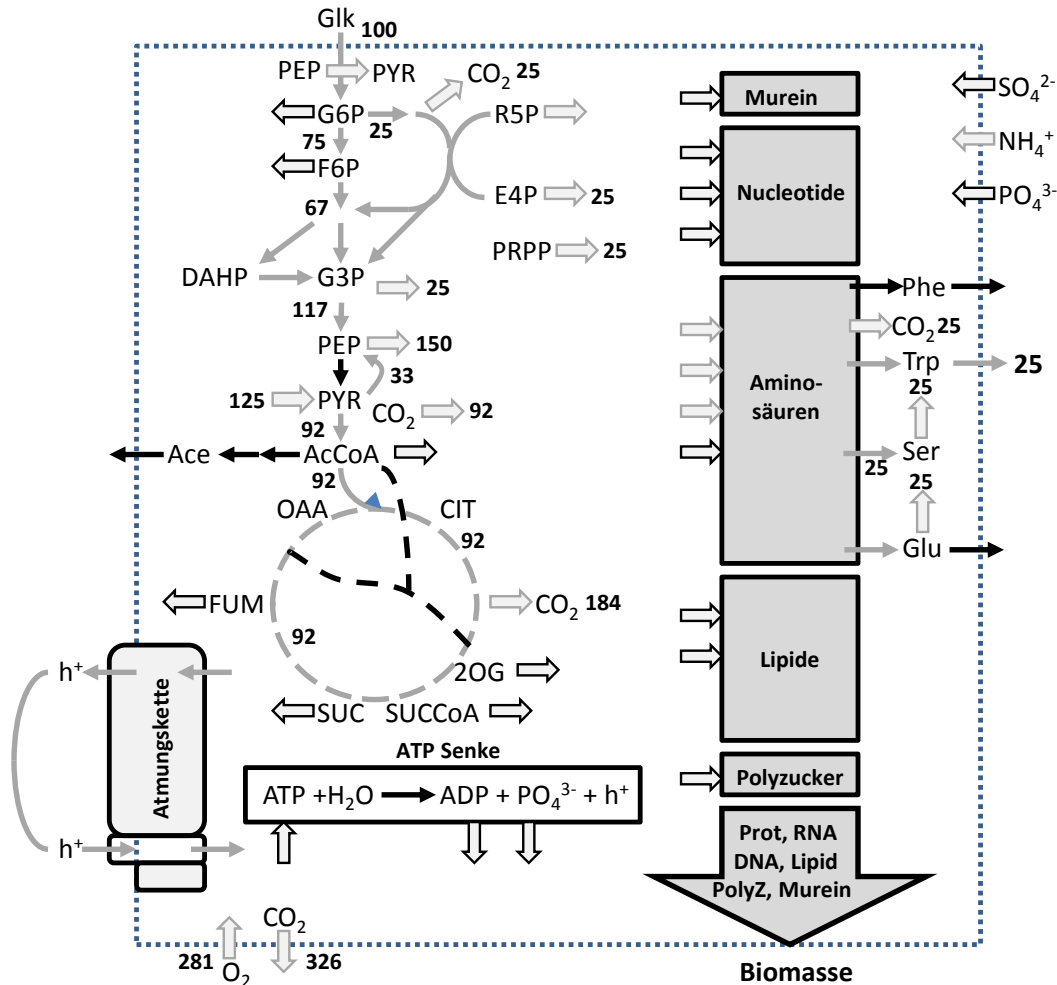 Glk
100
PEP
PYR
CO₂ 25
SO₄²⁻
G6P
25
R5P
Murein
75
NH₄⁺
F6P
67
E4P
25
Nucleotide
PO₄³⁻
PRPP
25
DAHP
G3P
25
117
PEP
150
33
125
PYR
CO₂
92
92
Ace
AcCoA
92
OAA
CIT
92
FUM
CO₂ 184
92
2OG
SUC
SUCCoA
Phe
CO₂ 25
Trp
25
25
Amino-
säuren
Ser
25
25
Glu
h⁺
Atmungskette
h⁺
Lipide
ATP Senke
ATP +H₂O
ADP + PO₄³⁻ + h⁺
Polyzucker
Prot, RNA
DNA, Lipid
PolyZ, Murein
CO₂
281
O₂
326
Biomasse